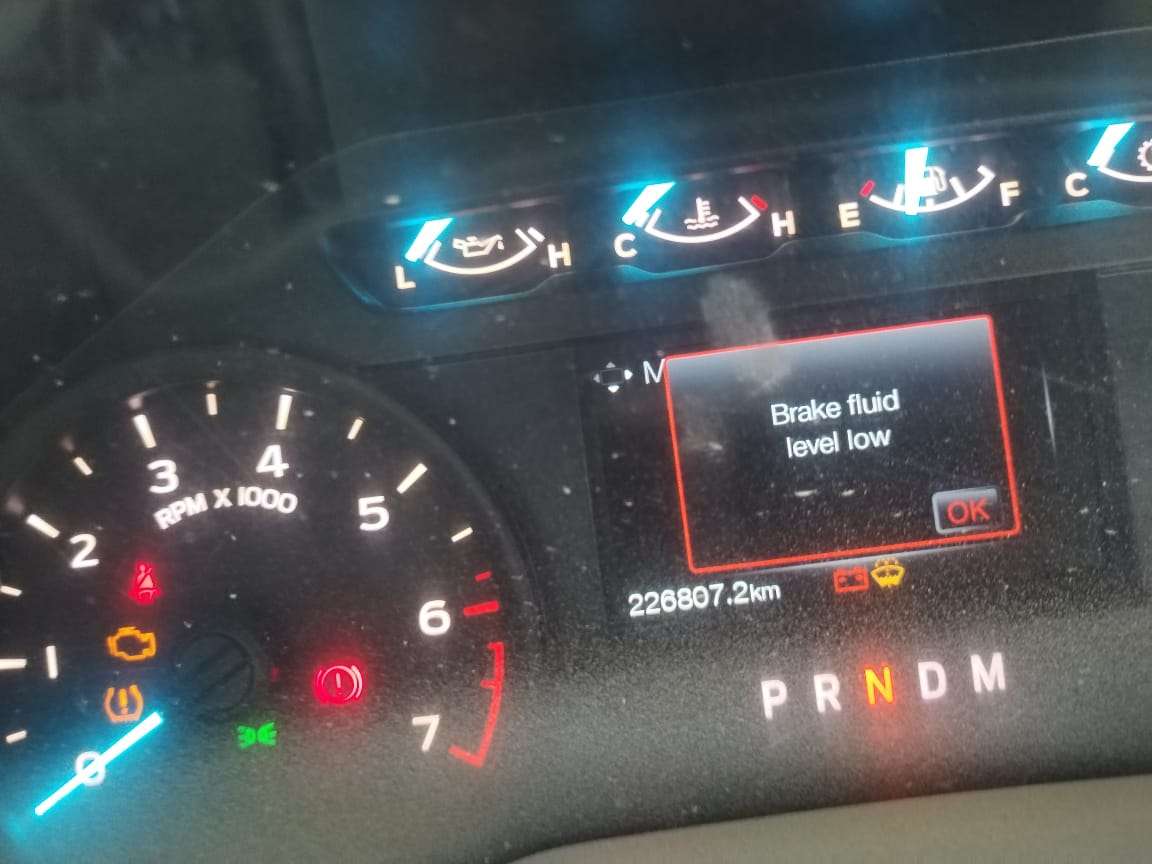 L H
C H
E F
C
M
Brake fluid
level low
OK
226807.2km
P R N D M
0 1 2 3 4 5 6 7
RPM X 1000